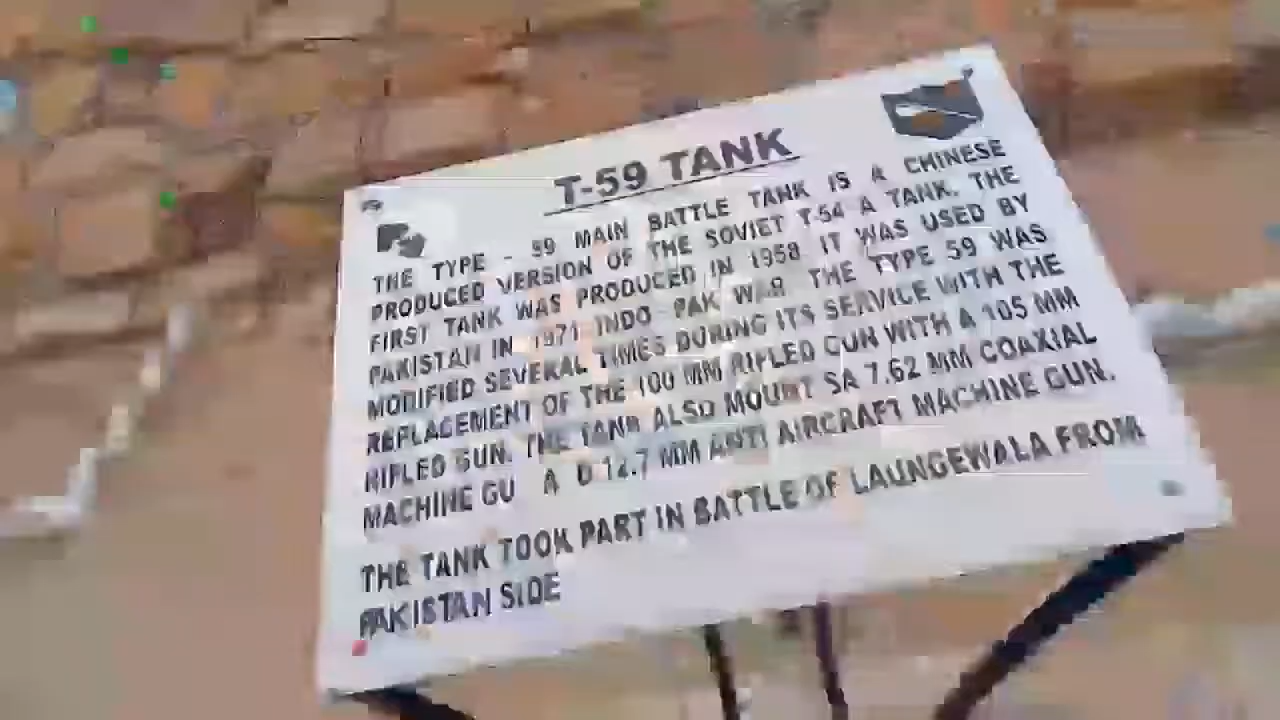 T-59 TANK
THE TYPE - 59 MAIN BATTLE TANK IS A CHINESE
PRODUCED VERSION OF THE SOVIET T-54 A TANK. THE
FIRST TANK WAS PRODUCED IN 1958. IT WAS USED BY
PAKISTAN IN 1971 INDO PAK WAR. THE TYPE 59 WAS
MODIFIED SEVERAL TIMES DURING ITS SERVICE WITH THE
REPLACEMENT OF THE 100 MM RIFLED GUN WITH A 105 MM
RIFLED GUN. THE TANK ALSO MOUNT SA 7.62 MM COAXIAL
MACHINE GU A D 12.7 MM ANTI AIRCRAFT MACHINE GUN.
THE TANK TOOK PART IN BATTLE OF LAUNGEWALA FROM
PAKISTAN SIDE